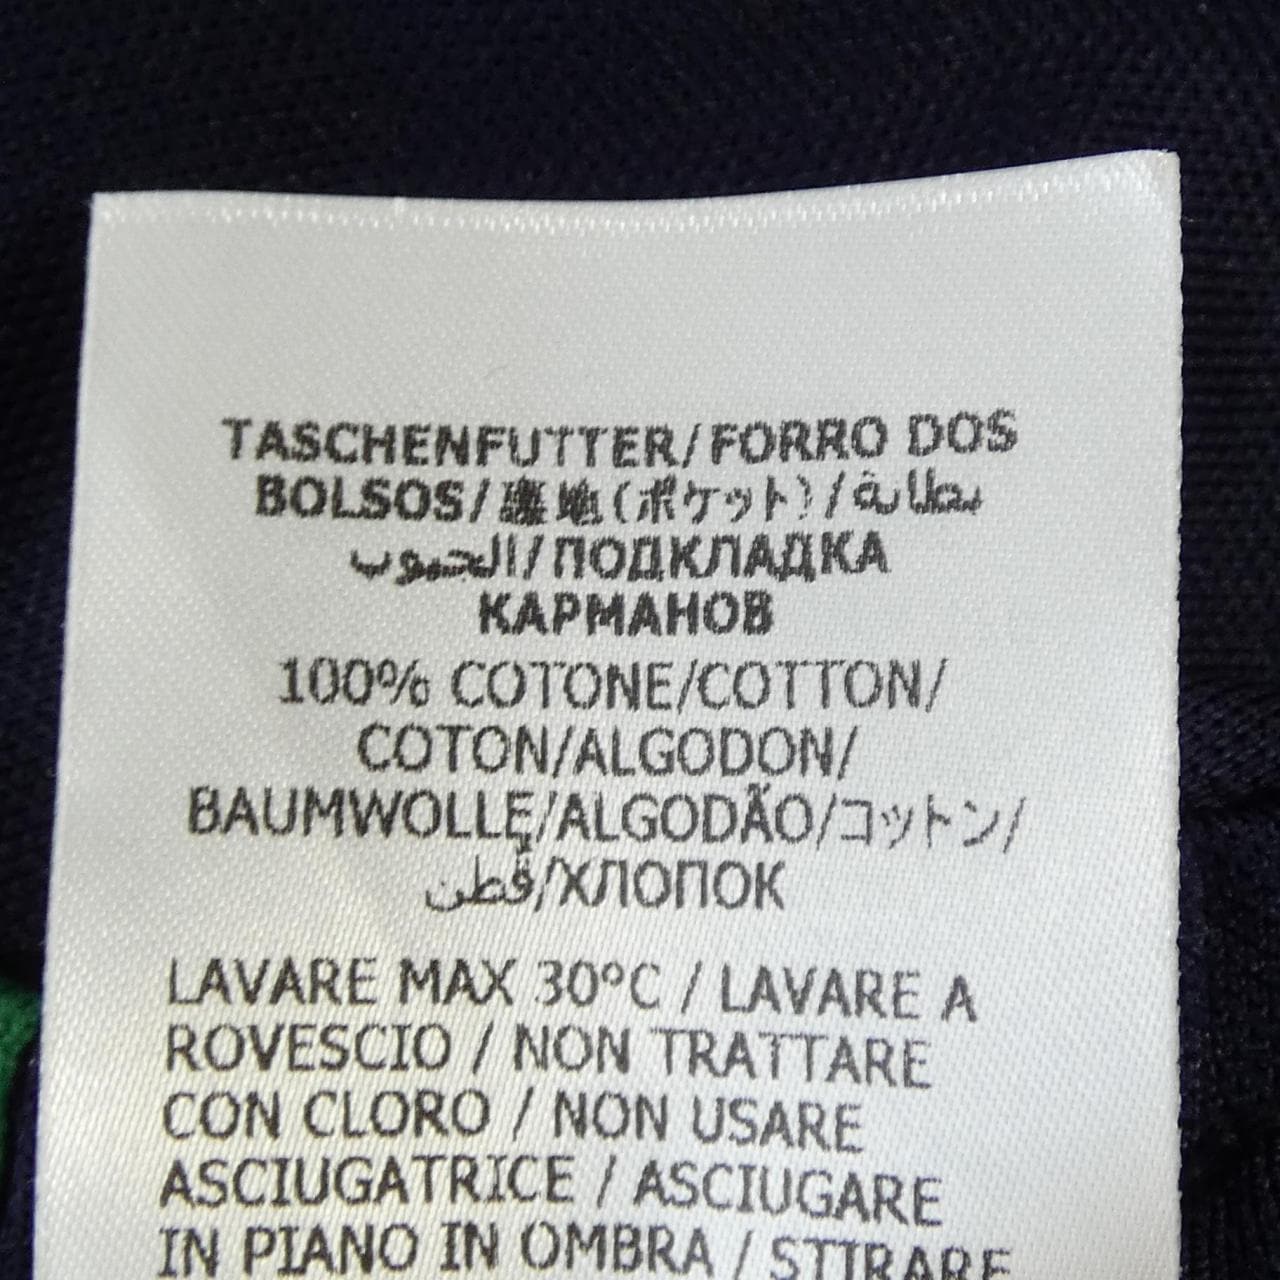 TASCHENFUTTER/FORRO DOS
BOLSOS/裏地(ポケット)/بطانة
الجيوب/ПОДКЛАДКА
КАРМАНОВ
100% COTONE/COTTON/
COTON/ALGODON/
BAUMWOLLE/ALGODÃO/コットン/
قُطن/ХЛОПОК
LAVARE MAX 30°C / LAVARE A
ROVESCIO / NON TRATTARE
CON CLORO / NON USARE
ASCIUGATRICE / ASCIUGARE
IN PIANO IN OMBRA / STIRARE